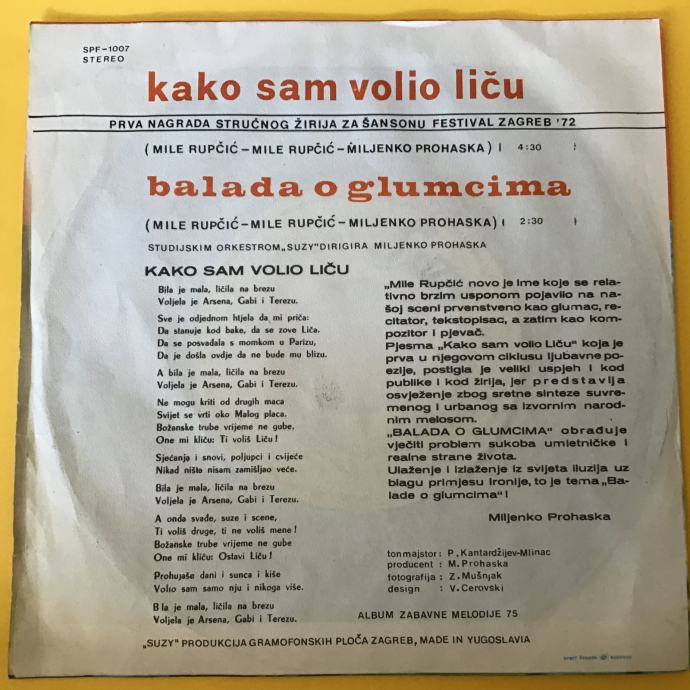 SPF-1007
STEREO
kako sam volio liču
PRVA NAGRADA STRUČNOG ŽIRIJA ZA ŠANSONU FESTIVAL ZAGREB '72
(MILE RUPČIĆ-MILE RUPČIĆ-MILJENKO PROHASKA) 4:30
balada o glumcima
(MILE RUPČIĆ-MILE RUPČIĆ-MILJENKO PROHASKA) 2:30
STUDIJSKIM ORKESTROM „SUZY" DIRIGIRA MILJENKO PROHASKA
KAKO SAM VOLIO LIČU
Bila je mala, ličila na brezu
Voljela je Arsena, Gabi i Terezu.
Sve je odjednom htjela da mi priča:
Da stanuje kod bake, da se zove Liča.
Da se posvadala s momkom u Parizu,
Da je došla ovdje da ne bude mu blizu.
A bila je mala, ličila na brezu
Voljela je Arsena, Gabi i Terezu.
Ne mogu kriti od drugih maca
Svijet se vrti oko Malog placa.
Božanske trube vrijeme ne gube,
One mi kliču: Ti voliš Liču!
Sjećanja i snovi, poljupci i cvijeće
Nikad ništa nisam zamišljao veće.
Bila je mala, ličila na brezu
Voljela je Arsena, Gabi i Terezu.
A onda svađe, suze i scene,
Ti voliš druge, ti ne voliš mene!
Božanske trube vrijeme ne gube
One mi kliču: Ostavi Liču!
Prohujaše dani i sunca i kiše
Volio sam samo nju i nikoga više.
Bila je mala, ličila na brezu
Voljela je Arsena, Gabi i Terezu.
„Mile Rupčić novo je ime koje se rela-
tivno brzim usponom pojavilo na na-
šoj sceni prvenstveno kao glumac, re-
citator, tekstopisac, a zatim kao kom-
pozitor i pjevač.
Pjesma „Kako sam volio Liču" koja je
prva u njegovom ciklusu ljubavne po-
ezije, postigla je veliki uspjeh i kod
publike i kod žirija, jer predstavlja
osvježenje zbog sretne sinteze suvre-
menog i urbanog sa izvornim narod-
nim melosom.
„BALADA O GLUMCIMA" obrađuje
vječiti problem sukoba umjetničke i
realne strane života.
Ulaženje i izlaženje iz svijeta iluzija uz
blagu primjesu ironije, to je tema „Ba-
lade o glumcima"!
Miljenko Prohaska
tonmajstor : P. Kantardžijev-Mlinac
producent : M. Prohaska
fotografija : Z. Mušnjak
design : V. Cerovski
ALBUM ZABAVNE MELODIJE 75
„SUZY" PRODUKCIJA GRAMOFONSKIH PLOČA ZAGREB, MADE IN YUGOSLAVIA